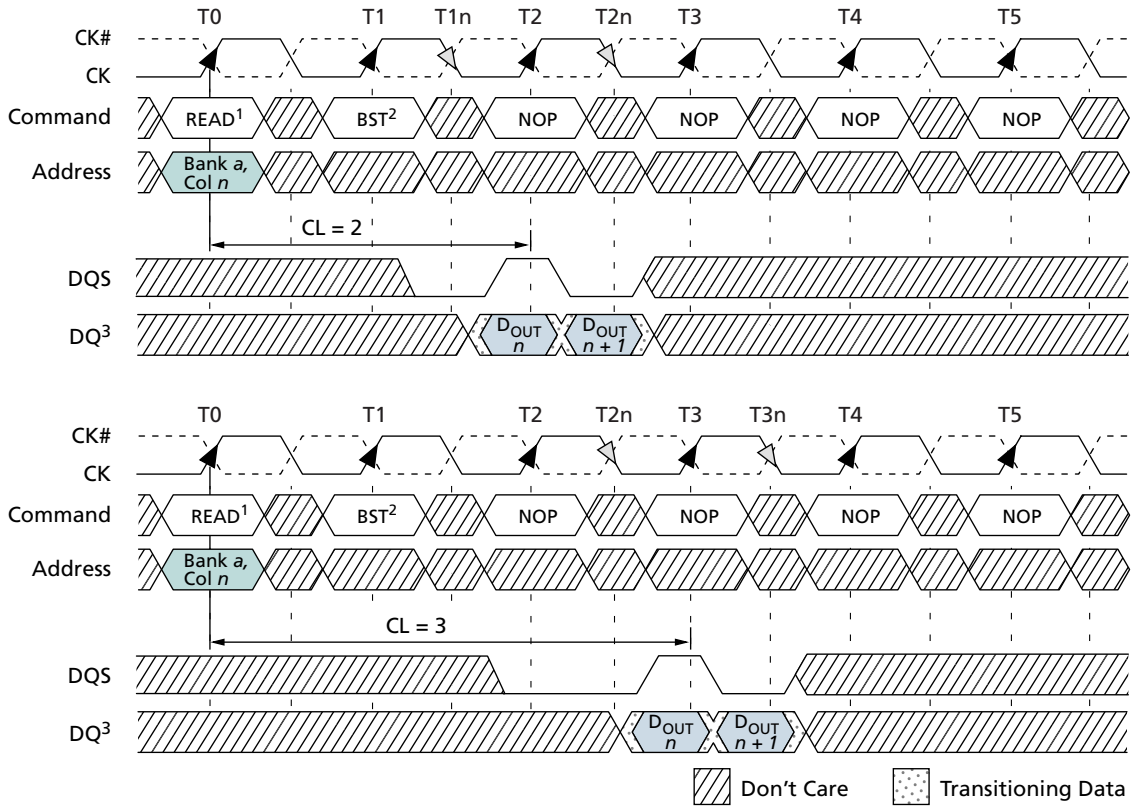 T0 T1 T1n T2 T2n T3 T4 T5
CK#
CK
Command READ1 BST2 NOP NOP NOP NOP
Address Bank a,
Col n
CL = 2
DQS
DQ3 DOUT DOUT
n n + 1
T0 T1 T2 T2n T3 T3n T4 T5
CK#
CK
Command READ1 BST2 NOP NOP NOP NOP
Address Bank a,
Col n
CL = 3
DQS
DQ3 DOUT DOUT
n n + 1
Don't Care Transitioning Data